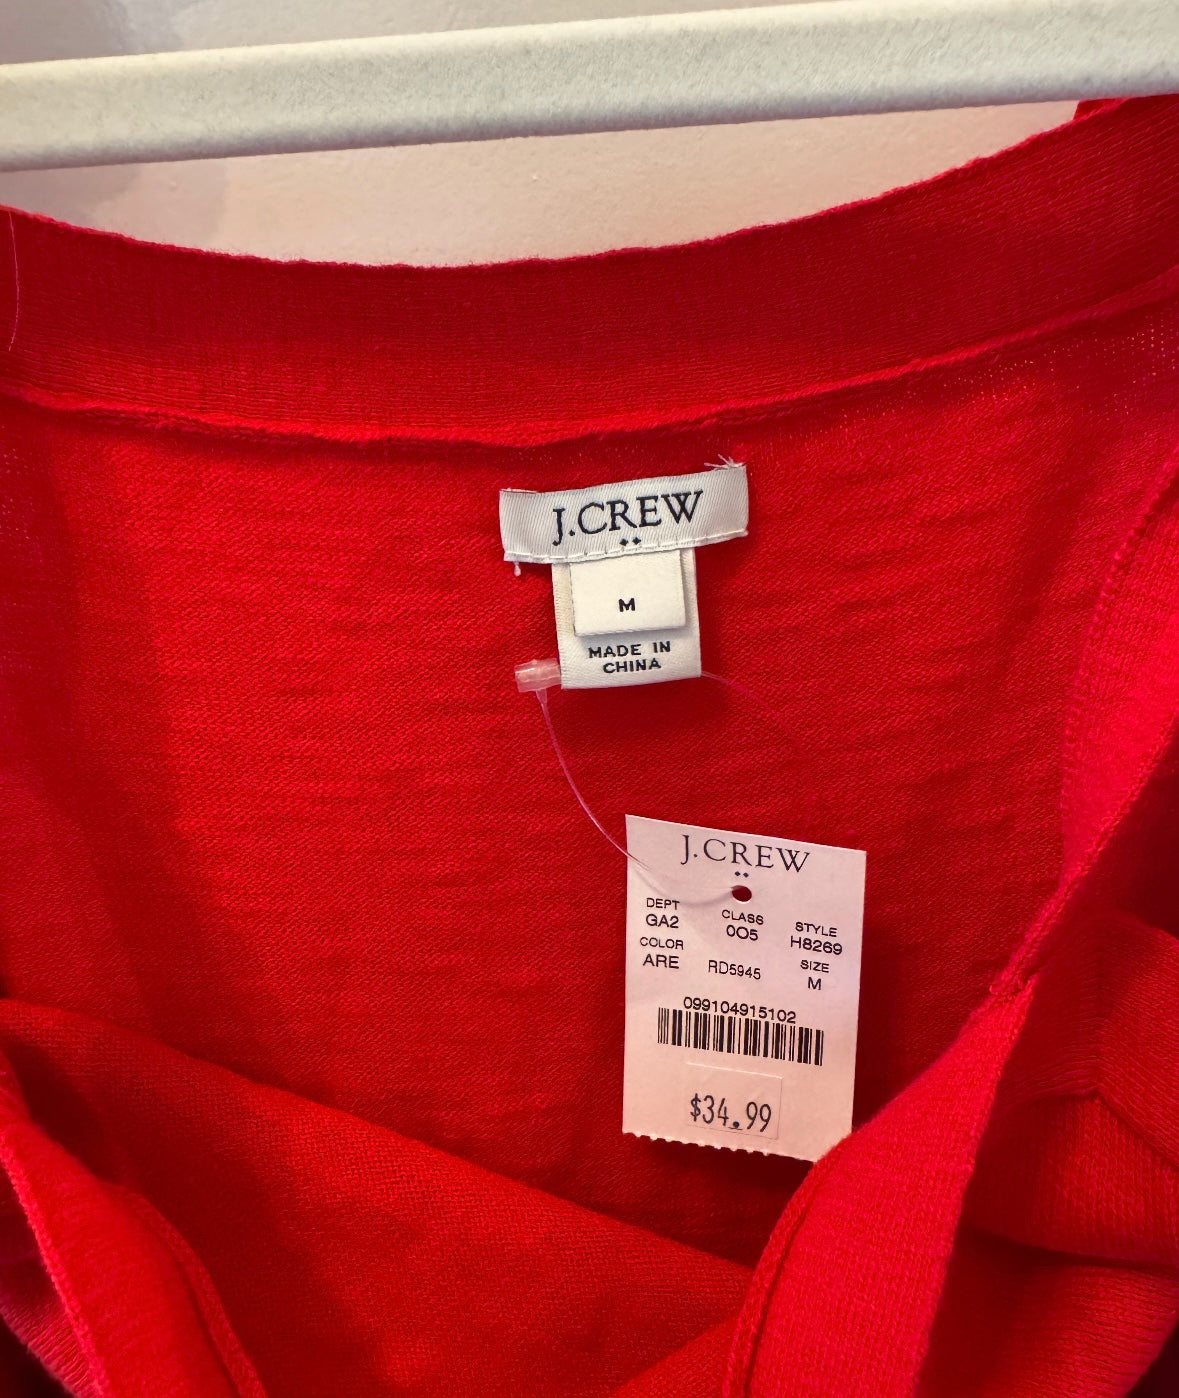 J.CREW
M
MADE IN
CHINA
J.CREW
DEPT CLASS STYLE
GA2 005 H8269
COLOR SIZE
ARE RD5945 M
099104915102
$34.99